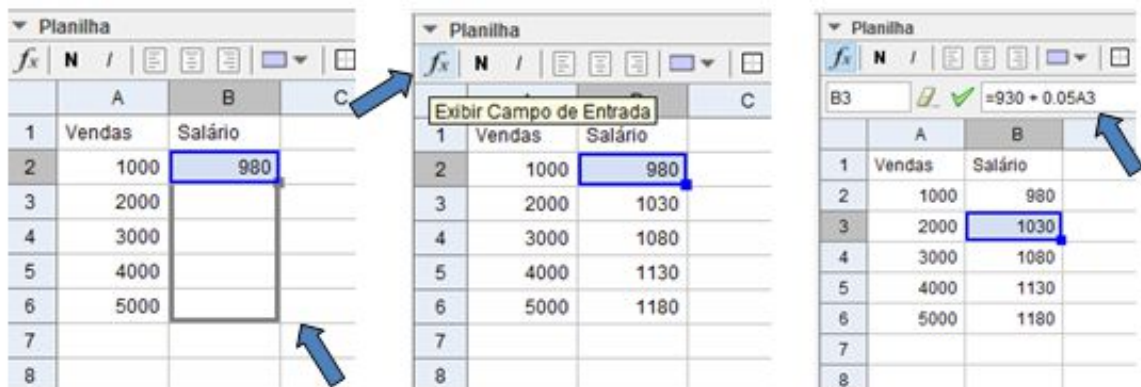 Planilha
fx N I
A B C
1 Vendas Salário
2 1000 980
3 2000
4 3000
5 4000
6 5000
7
8
Planilha
fx N I
Exibir Campo de Entrada
C
1 Vendas Salário
2 1000 980
3 2000 1030
4 3000 1080
5 4000 1130
6 5000 1180
7
8
Planilha
fx N I
B3 =930 + 0.05A3
A B
1 Vendas Salário
2 1000 980
3 2000 1030
4 3000 1080
5 4000 1130
6 5000 1180
7
8